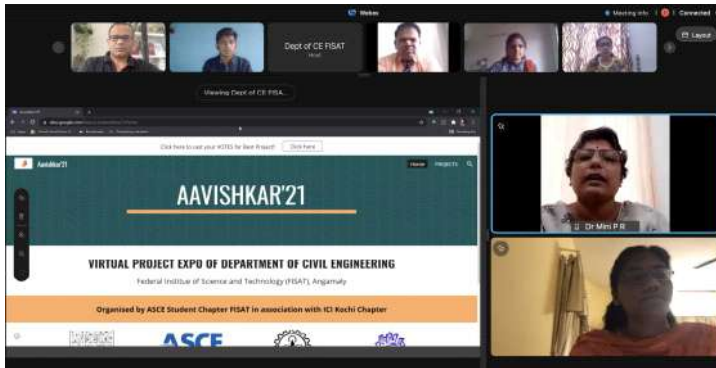 Webex
Meeting info
Connected
Layout
Dept of CE FISAT
Host
Viewing Dept of CE FISA...
Click here to cast your VOTES for Best Project!
Click here
Aavishkar'21
Home
PROJECTS
AAVISHKAR'21
VIRTUAL PROJECT EXPO OF DEPARTMENT OF CIVIL ENGINEERING
Federal Institue of Science and Technology (FISAT), Angamaly
Organised by ASCE Student Chapter FISAT in association with ICI Kochi Chapter
ASCE
Dr Mini P R